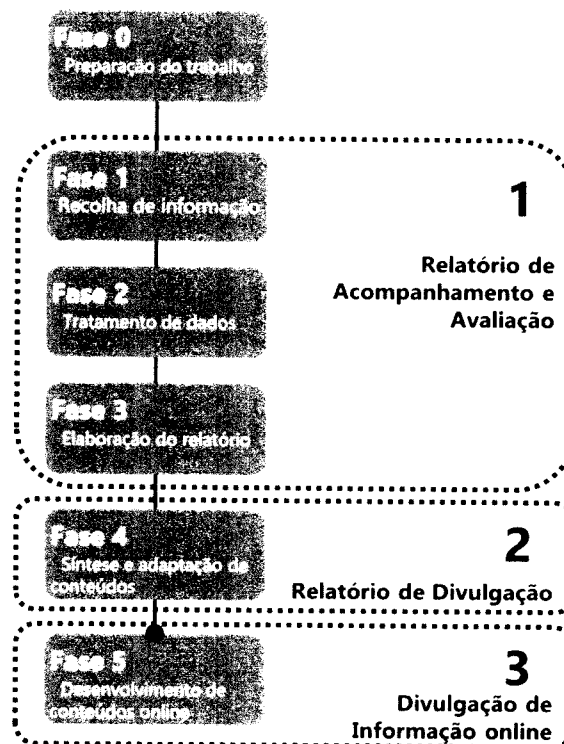 Fase 0
Preparação do trabalho
Fase 1
Recolha de informação
1
Relatório de
Acompanhamento e
Avaliação
Fase 2
Tratamento de dados
Fase 3
Elaboração do relatório
Fase 4
Síntese e adaptação de
conteúdos
2
Relatório de Divulgação
Fase 5
Desenvolvimento de
conteúdos online
3
Divulgação de
Informação online